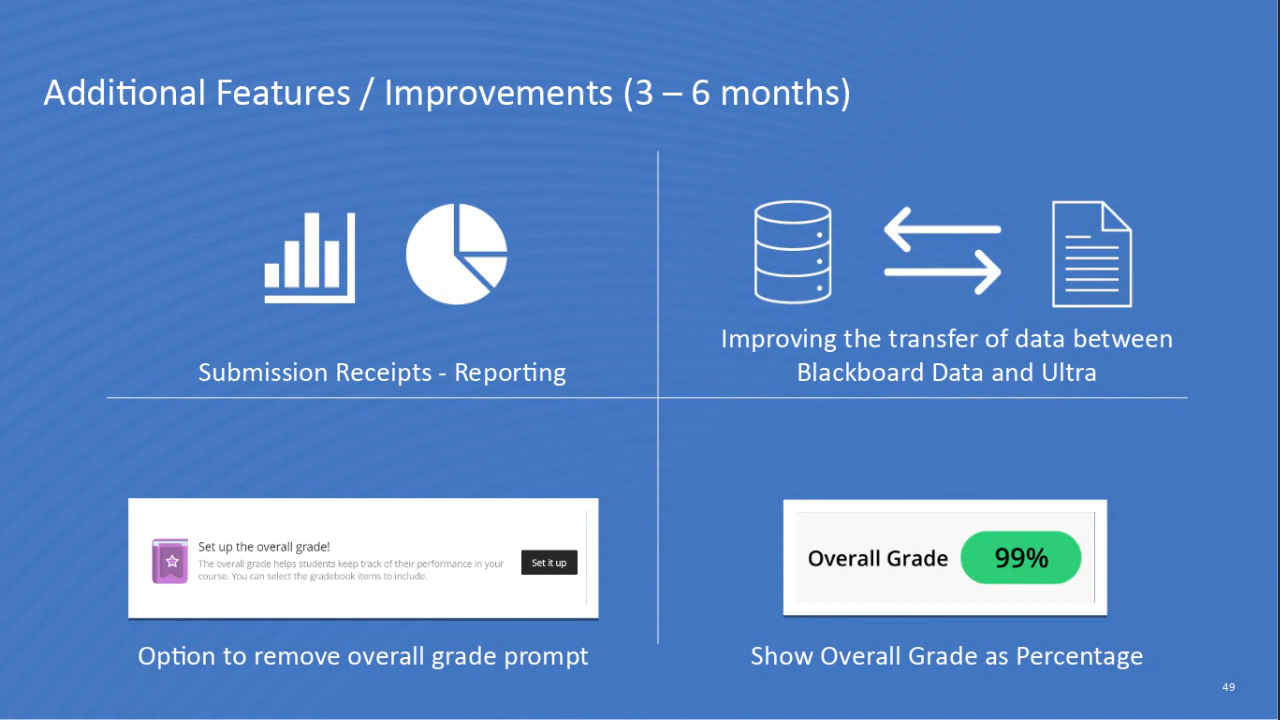 Additional Features / Improvements (3 – 6 months)
Submission Receipts - Reporting
Improving the transfer of data between
Blackboard Data and Ultra
Set up the overall grade!
The overall grade helps students keep track of their performance in your
course. You can select the gradebook items to include.
Set it up
Option to remove overall grade prompt
Overall Grade 99%
Show Overall Grade as Percentage
49